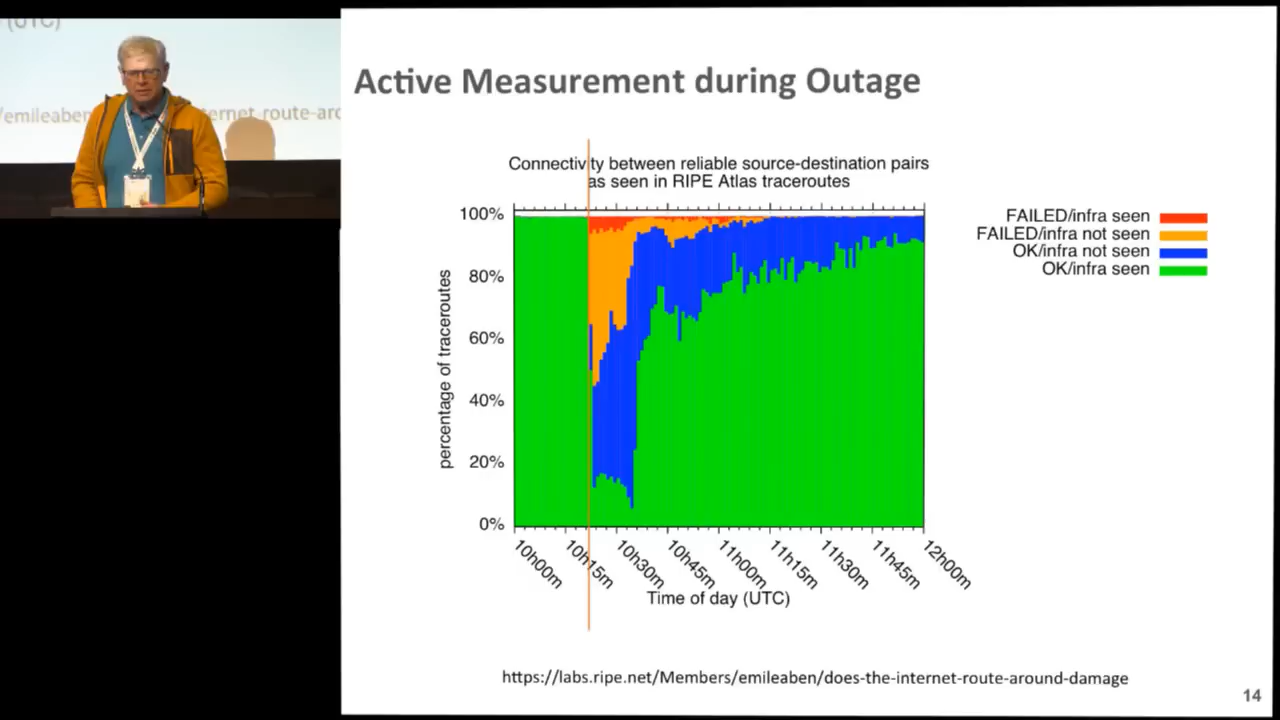 (UTC)
/emileaben
ernet-route-arc
Active Measurement during Outage
Connectivity between reliable source-destination pairs
as seen in RIPE Atlas traceroutes
100%
80%
60%
40%
20%
0%
percentage of traceroutes
10h00m
10h15m
10h30m
10h45m
11h00m
11h15m
11h30m
11h45m
12h00m
Time of day (UTC)
FAILED/infra seen
FAILED/infra not seen
OK/infra not seen
OK/infra seen
https://labs.ripe.net/Members/emileaben/does-the-internet-route-around-damage
14